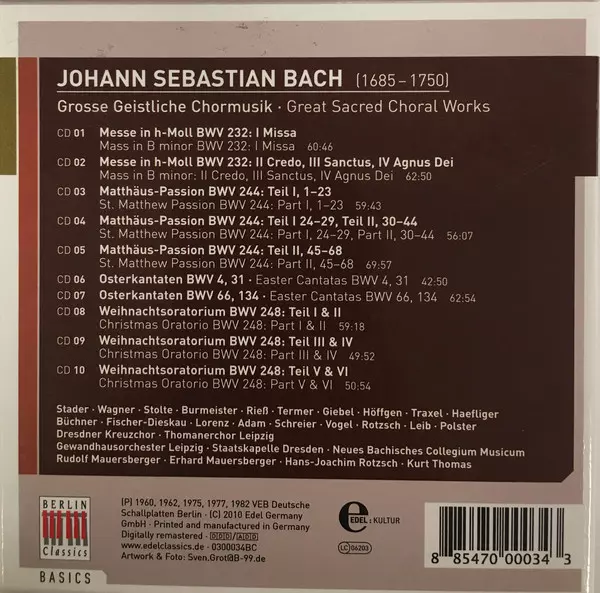 JOHANN SEBASTIAN BACH (1685–1750)
Grosse Geistliche Chormusik · Great Sacred Choral Works
CD 01 Messe in h-Moll BWV 232: I Missa
Mass in B minor BWV 232: I Missa 60:46
CD 02 Messe in h-Moll BWV 232: II Credo, III Sanctus, IV Agnus Dei
Mass in B minor: II Credo, III Sanctus, IV Agnus Dei 62:50
CD 03 Matthäus-Passion BWV 244: Teil I, 1–23
St. Matthew Passion BWV 244: Part I, 1–23 59:43
CD 04 Matthäus-Passion BWV 244: Teil I 24–29, Teil II, 30–44
St. Matthew Passion BWV 244: Part I, 24–29, Part II, 30–44 56:07
CD 05 Matthäus-Passion BWV 244: Teil II, 45–68
St. Matthew Passion BWV 244: Part II, 45–68 69:57
CD 06 Osterkantaten BWV 4, 31 · Easter Cantatas BWV 4, 31 42:50
CD 07 Osterkantaten BWV 66, 134 · Easter Cantatas BWV 66, 134 62:54
CD 08 Weihnachtsoratorium BWV 248: Teil I & II
Christmas Oratorio BWV 248: Part I & II 59:18
CD 09 Weihnachtsoratorium BWV 248: Teil III & IV
Christmas Oratorio BWV 248: Part III & IV 49:52
CD 10 Weihnachtsoratorium BWV 248: Teil V & VI
Christmas Oratorio BWV 248: Part V & VI 50:54
Stader · Wagner · Stolte · Burmeister · Rieß · Termer · Giebel · Höffgen · Traxel · Haefliger
Büchner · Fischer-Dieskau · Lorenz · Adam · Schreier · Vogel · Rotzsch · Leib · Polster
Dresdner Kreuzchor · Thomanerchor Leipzig
Gewandhausorchester Leipzig · Staatskapelle Dresden · Neues Bachisches Collegium Musicum
Rudolf Mauersberger · Erhard Mauersberger · Hans-Joachim Rotzsch · Kurt Thomas
BERLIN
Classics
BASICS
(P) 1960, 1962, 1975, 1977, 1982 VEB Deutsche
Schallplatten Berlin · (C) 2010 Edel Germany
GmbH · Printed and manufactured in Germany
Digitally remastered · DDD/ADD
www.edelclassics.de · 0300034BC
Artwork & Foto: Sven.Grot@B-99.de
EDEL:KULTUR
LC 06203
8 85470 00034 3